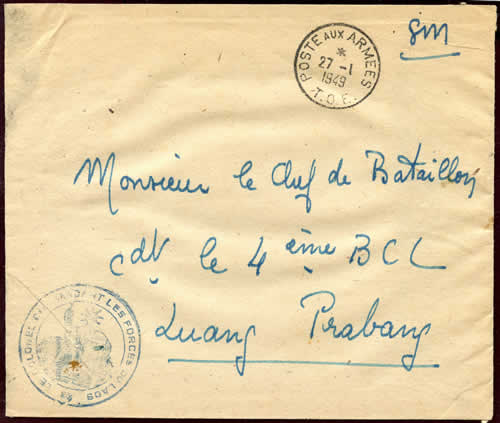 POSTE AUX ARMEES
*
27 -1
1949
T.O.E.
SM
Monsieur le Chef de Bataillon
cdt le 4ème BCL
Luang Prabang
LE COLONEL COMMANDANT LES FORCES DU LAOS